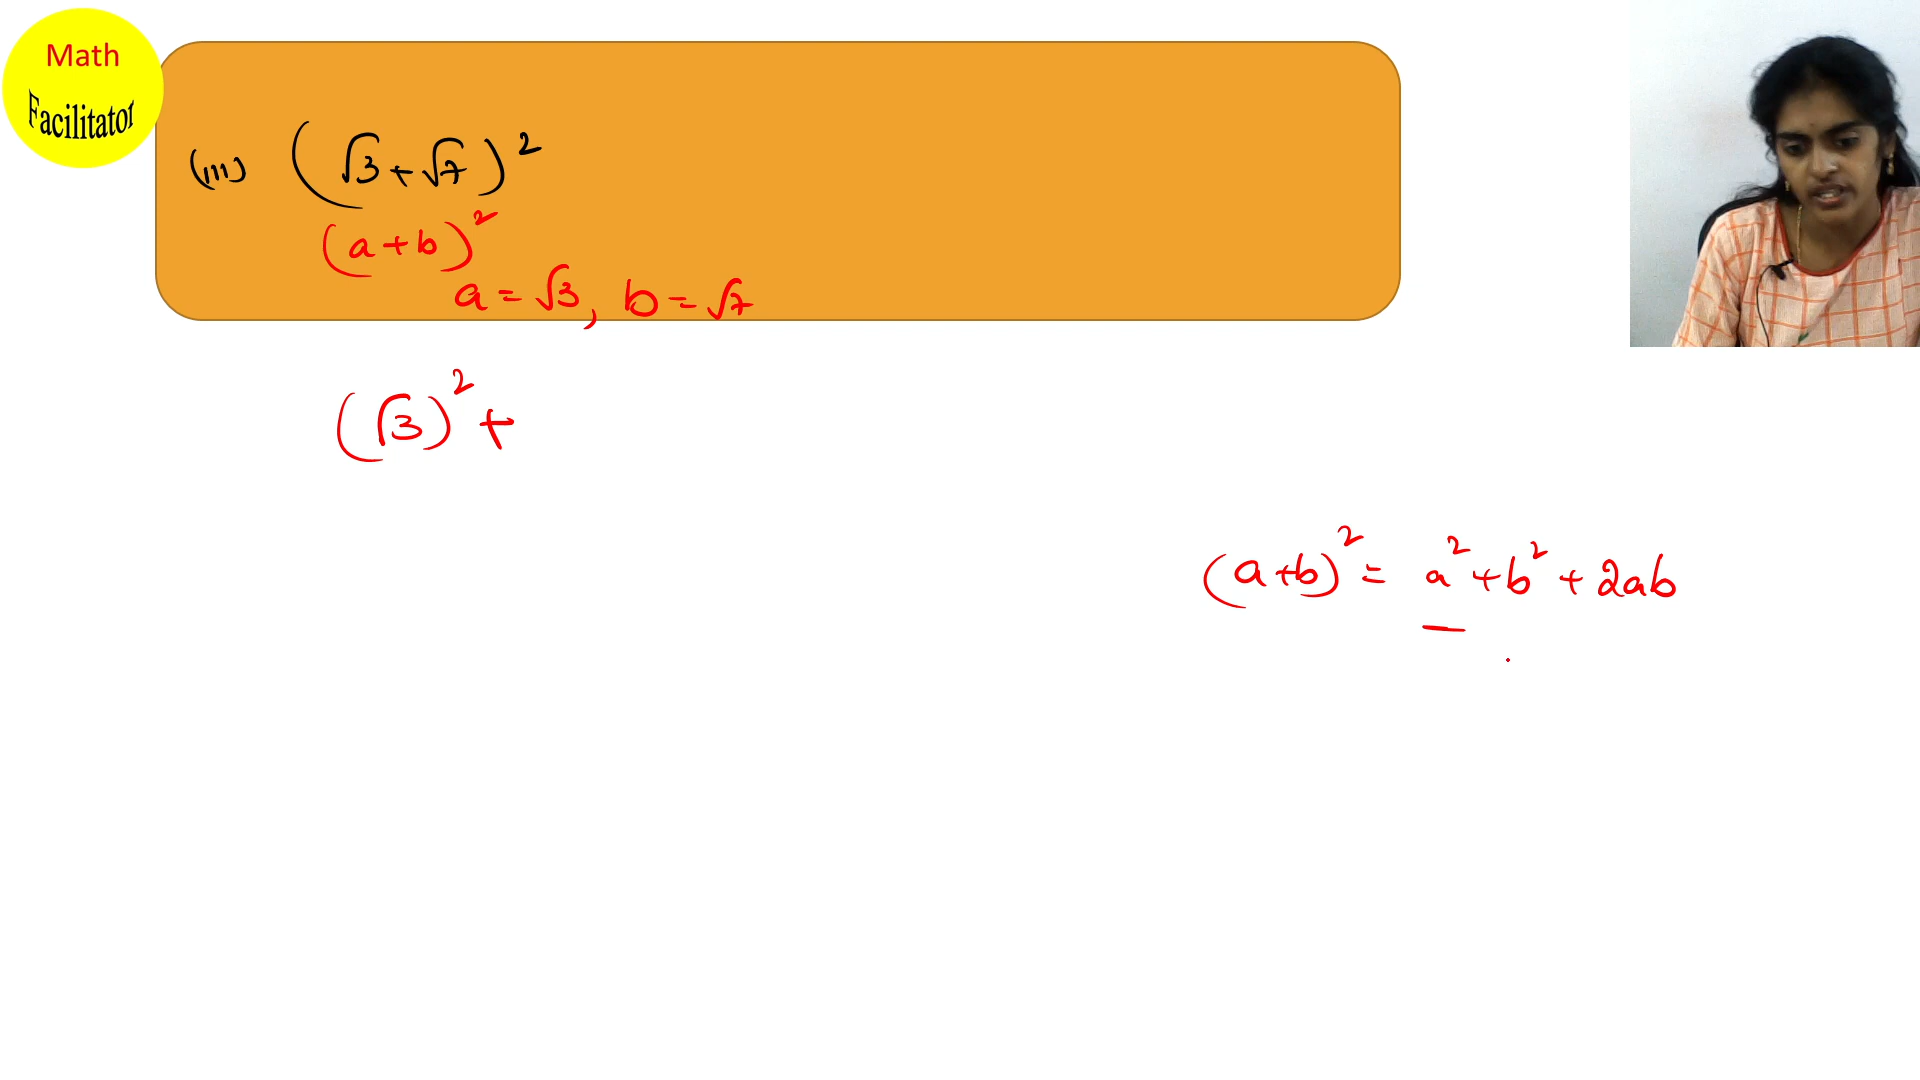 Math
Facilitator
(iii) (√3+√7)²
(a+b)²
a=√3, b=√7
(√3)²+
(a+b)² = a²+b²+2ab